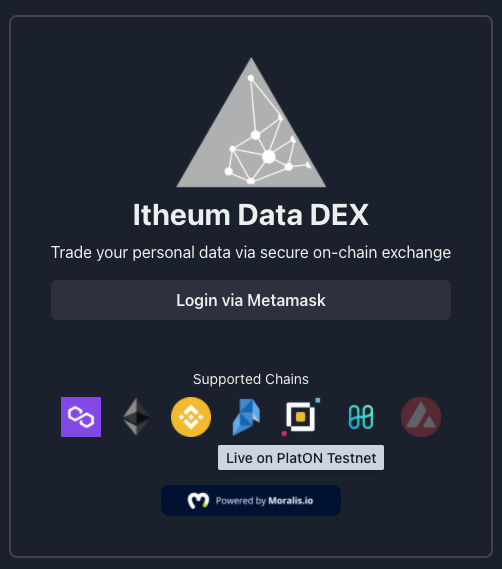 Itheum Data DEX
Trade your personal data via secure on-chain exchange
Login via Metamask
Supported Chains
Live on PlatON Testnet
Powered by Moralis.io